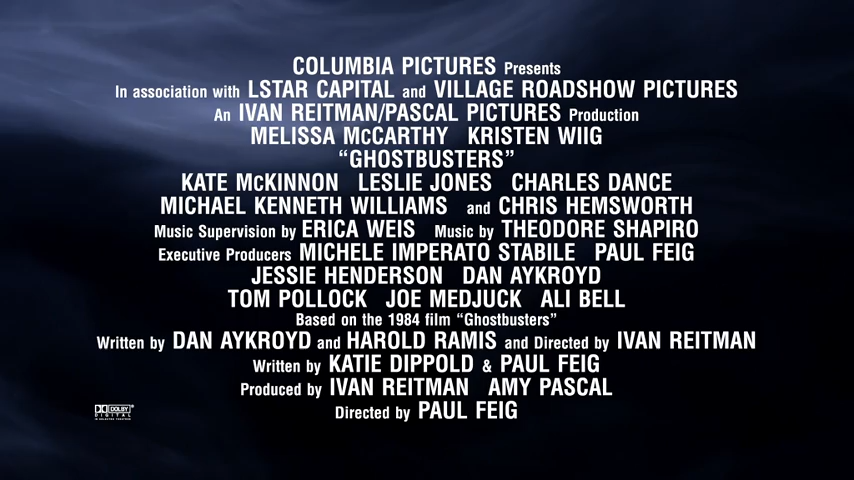 COLUMBIA PICTURES Presents
In association with LSTAR CAPITAL and VILLAGE ROADSHOW PICTURES
An IVAN REITMAN/PASCAL PICTURES Production
MELISSA McCARTHY KRISTEN WIIG
“GHOSTBUSTERS”
KATE McKINNON LESLIE JONES CHARLES DANCE
MICHAEL KENNETH WILLIAMS and CHRIS HEMSWORTH
Music Supervision by ERICA WEIS Music by THEODORE SHAPIRO
Executive Producers MICHELE IMPERATO STABILE PAUL FEIG
JESSIE HENDERSON DAN AYKROYD
TOM POLLOCK JOE MEDJUCK ALI BELL
Based on the 1984 film “Ghostbusters”
Written by DAN AYKROYD and HAROLD RAMIS and Directed by IVAN REITMAN
Written by KATIE DIPPOLD & PAUL FEIG
Produced by IVAN REITMAN AMY PASCAL
Directed by PAUL FEIG
DOLBY
DIGITAL